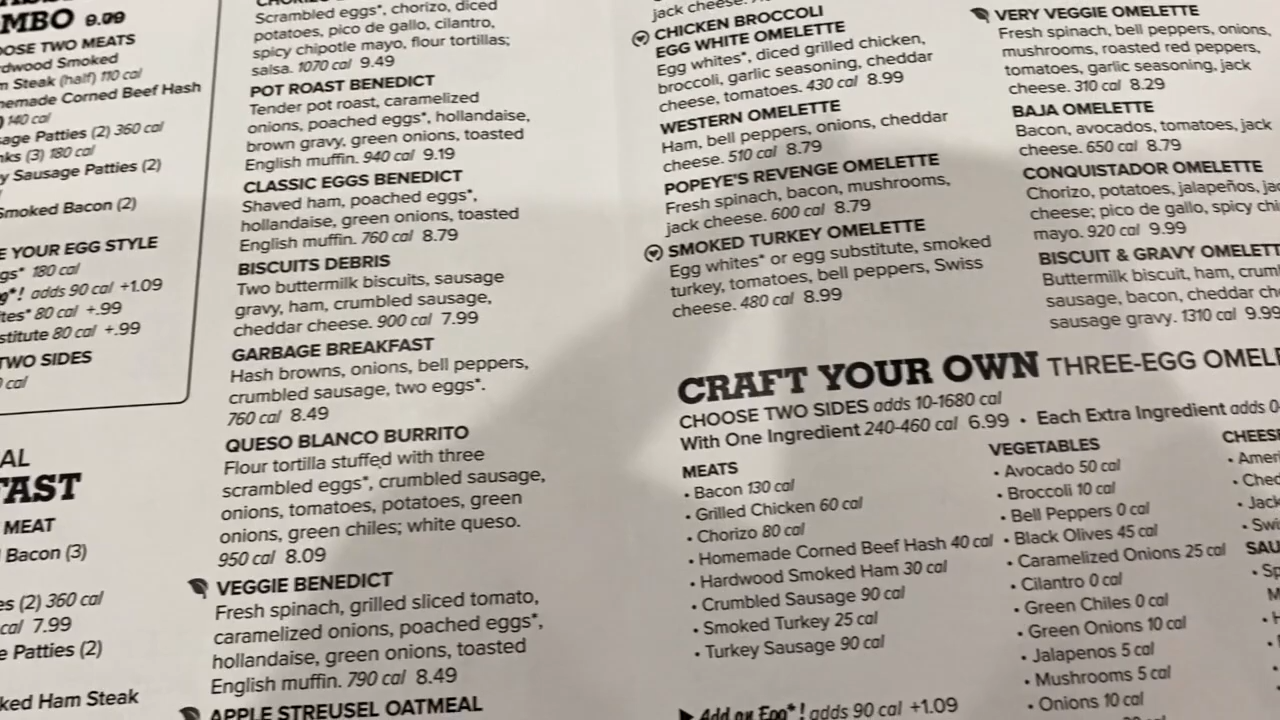 MBO 9.99
OOSE TWO MEATS
rdwood Smoked
m Steak (half) 110 cal
nemade Corned Beef Hash
) 140 cal
sage Patties (2) 360 cal
nks (3) 180 cal
y Sausage Patties (2)
Smoked Bacon (2)
E YOUR EGG STYLE
gs* 180 cal
g*! adds 90 cal +1.09
ites* 80 cal +.99
stitute 80 cal +.99
TWO SIDES
0 cal
AL
FAST
MEAT
Bacon (3)
es (2) 360 cal
cal 7.99
e Patties (2)
ked Ham Steak
Scrambled eggs*, chorizo, diced
potatoes, pico de gallo, cilantro,
spicy chipotle mayo, flour tortillas;
salsa. 1070 cal 9.49
POT ROAST BENEDICT
Tender pot roast, caramelized
onions, poached eggs*, hollandaise,
brown gravy, green onions, toasted
English muffin. 940 cal 9.19
CLASSIC EGGS BENEDICT
Shaved ham, poached eggs*,
hollandaise, green onions, toasted
English muffin. 760 cal 8.79
BISCUITS DEBRIS
Two buttermilk biscuits, sausage
gravy, ham, crumbled sausage,
cheddar cheese. 900 cal 7.99
GARBAGE BREAKFAST
Hash browns, onions, bell peppers,
crumbled sausage, two eggs*.
760 cal 8.49
QUESO BLANCO BURRITO
Flour tortilla stuffed with three
scrambled eggs*, crumbled sausage,
onions, tomatoes, potatoes, green
onions, green chiles; white queso.
950 cal 8.09
VEGGIE BENEDICT
Fresh spinach, grilled sliced tomato,
caramelized onions, poached eggs*,
hollandaise, green onions, toasted
English muffin. 790 cal 8.49
APPLE STREUSEL OATMEAL
jack cheese.
CHICKEN BROCCOLI
EGG WHITE OMELETTE
Egg whites*, diced grilled chicken,
broccoli, garlic seasoning, cheddar
cheese, tomatoes. 430 cal 8.99
WESTERN OMELETTE
Ham, bell peppers, onions, cheddar
cheese. 510 cal 8.79
POPEYE'S REVENGE OMELETTE
Fresh spinach, bacon, mushrooms,
jack cheese. 600 cal 8.79
SMOKED TURKEY OMELETTE
Egg whites* or egg substitute, smoked
turkey, tomatoes, bell peppers, Swiss
cheese. 480 cal 8.99
VERY VEGGIE OMELETTE
Fresh spinach, bell peppers, onions,
mushrooms, roasted red peppers,
tomatoes, garlic seasoning, jack
cheese. 310 cal 8.29
BAJA OMELETTE
Bacon, avocados, tomatoes, jack
cheese. 650 cal 8.79
CONQUISTADOR OMELETTE
Chorizo, potatoes, jalapeños, ja
cheese; pico de gallo, spicy chi
mayo. 920 cal 9.99
BISCUIT & GRAVY OMELETT
Buttermilk biscuit, ham, crum
sausage, bacon, cheddar ch
sausage gravy. 1310 cal 9.99
CRAFT YOUR OWN THREE-EGG OMEL
CHOOSE TWO SIDES adds 10-1680 cal
With One Ingredient 240-460 cal 6.99 • Each Extra Ingredient adds 0
MEATS
• Bacon 130 cal
• Grilled Chicken 60 cal
• Chorizo 80 cal
• Homemade Corned Beef Hash 40 cal
• Hardwood Smoked Ham 30 cal
• Crumbled Sausage 90 cal
• Smoked Turkey 25 cal
• Turkey Sausage 90 cal
Add an Egg*! adds 90 cal +1.09
VEGETABLES
• Avocado 50 cal
• Broccoli 10 cal
• Bell Peppers 0 cal
• Black Olives 45 cal
• Caramelized Onions 25 cal
• Cilantro 0 cal
• Green Chiles 0 cal
• Green Onions 10 cal
• Jalapenos 5 cal
• Mushrooms 5 cal
• Onions 10 cal
CHEES
• Ameri
• Ched
• Jack
• Swi
SAU
• Sp
M
• H